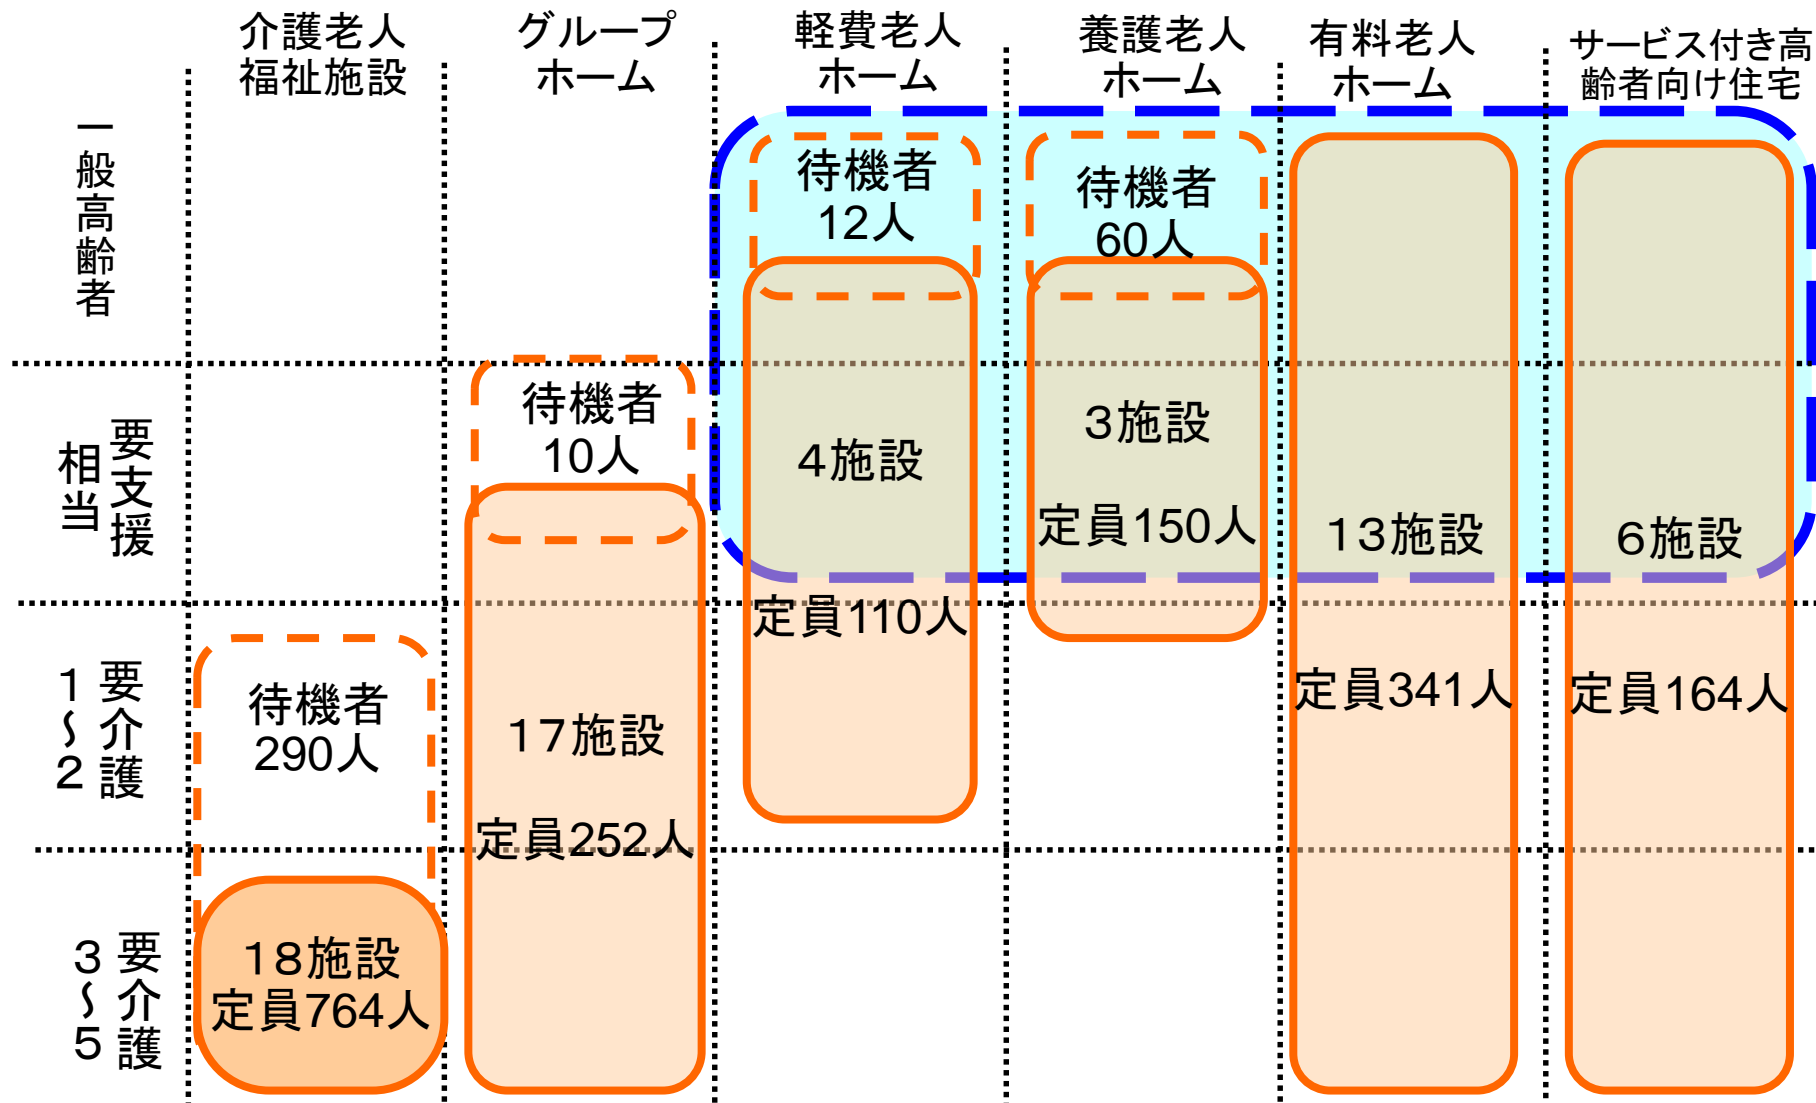 介護老人
福祉施設
グループ
ホーム
軽費老人
ホーム
養護老人
ホーム
有料老人
ホーム
サービス付き高
齢者向け住宅
一般高齢者
要支援
相当
要介護
１～２
要介護
３～５
待機者
290人
１８施設
定員764人
待機者
10人
１７施設
定員252人
待機者
12人
４施設
定員110人
待機者
60人
３施設
定員150人
１３施設
定員341人
６施設
定員164人